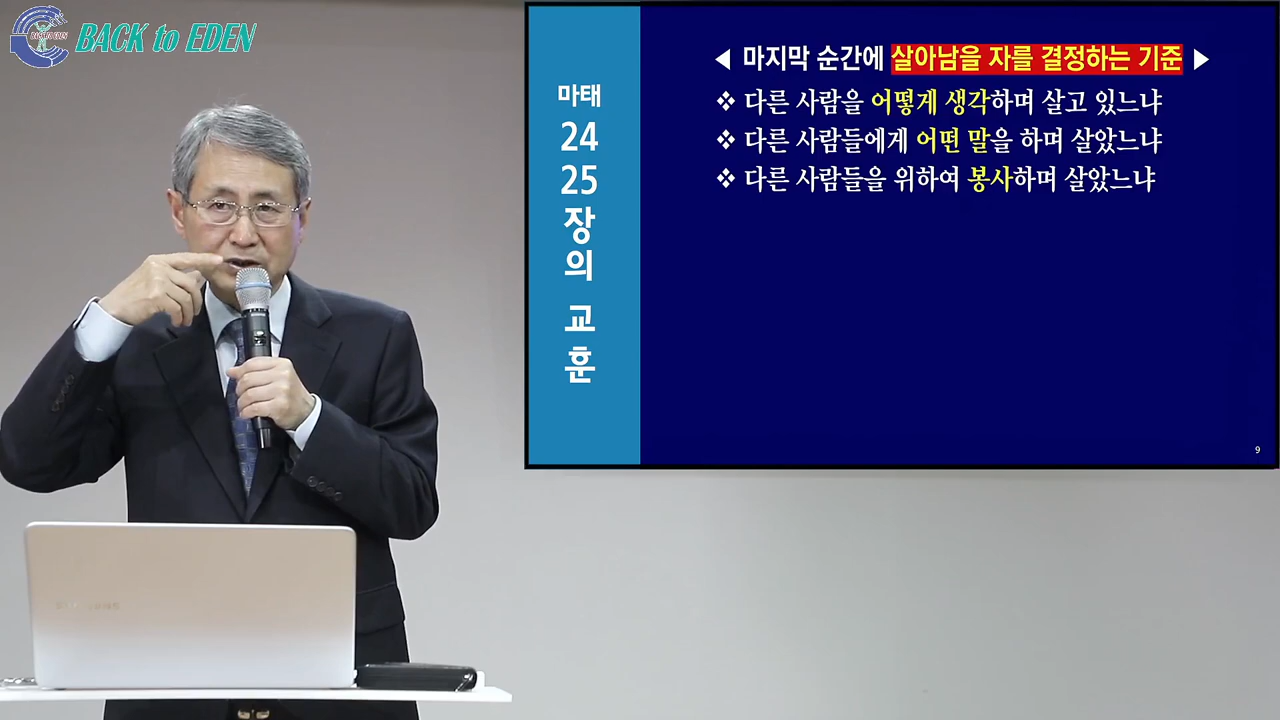 BACK to EDEN
마태
24
25
장
의
교
훈
◀ 마지막 순간에 살아남을 자를 결정하는 기준 ▶
❖ 다른 사람을 어떻게 생각하며 살고 있느냐
❖ 다른 사람들에게 어떤 말을 하며 살았느냐
❖ 다른 사람들을 위하여 봉사하며 살았느냐
9